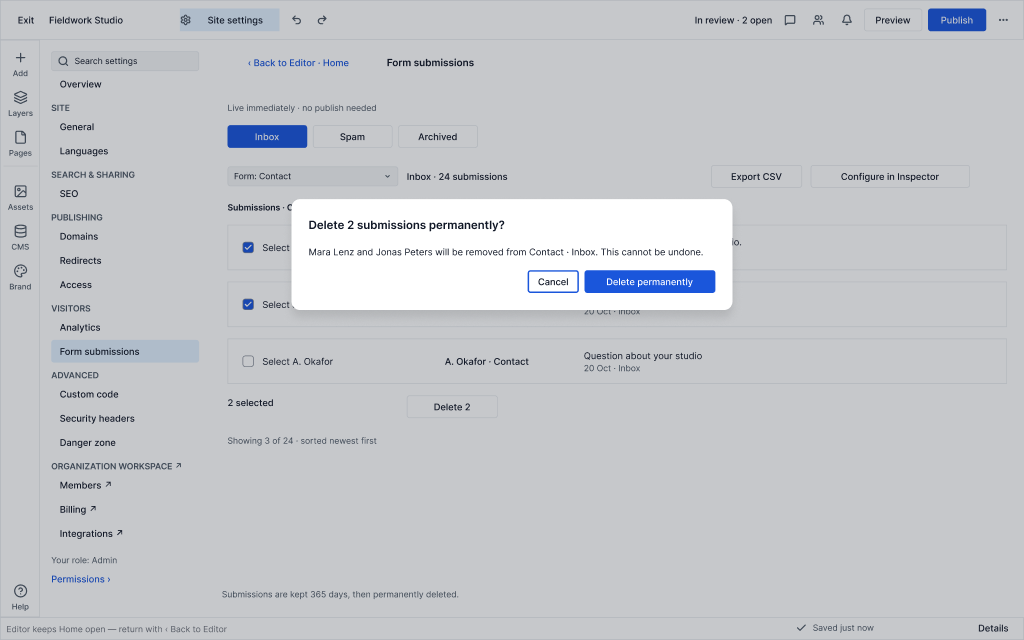 Exit
Fieldwork Studio
Site settings
In review · 2 open
Preview
Publish
Add
Layers
Pages
Assets
CMS
Brand
Help
Search settings
Overview
SITE
General
Languages
SEARCH & SHARING
SEO
PUBLISHING
Domains
Redirects
Access
VISITORS
Analytics
Form submissions
ADVANCED
Custom code
Security headers
Danger zone
ORGANIZATION WORKSPACE ↗
Members ↗
Billing ↗
Integrations ↗
Your role: Admin
Permissions ›
‹ Back to Editor · Home
Form submissions
Live immediately · no publish needed
Inbox
Spam
Archived
Form: Contact
Inbox · 24 submissions
Export CSV
Configure in Inspector
Submissions ·
Select
Delete 2 submissions permanently?
Mara Lenz and Jonas Peters will be removed from Contact · Inbox. This cannot be undone.
Cancel
Delete permanently
Select
20 Oct · Inbox
Select A. Okafor
A. Okafor · Contact
Question about your studio
20 Oct · Inbox
2 selected
Delete 2
Showing 3 of 24 · sorted newest first
Submissions are kept 365 days, then permanently deleted.
Editor keeps Home open — return with ‹ Back to Editor
Saved just now
Details